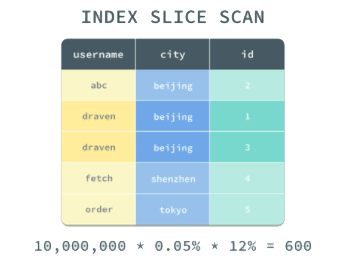 INDEX SLICE SCAN
username city id
abc beijing 2
draven beijing 1
draven beijing 3
fetch shenzhen 4
order tokyo 5
10,000,000 * 0.05% * 12% = 600